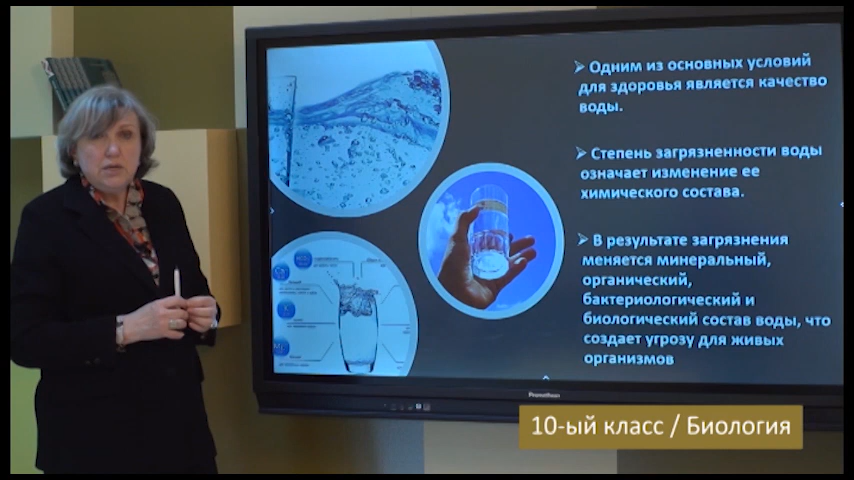 ➢ Одним из основных условий
для здоровья является качество
воды.
➢ Степень загрязненности воды
означает изменение ее
химического состава.
➢ В результате загрязнения
меняется минеральный,
органический,
бактериологический и
биологический состав воды, что
создает угрозу для живых
организмов
Promethean
10-ый класс / Биология